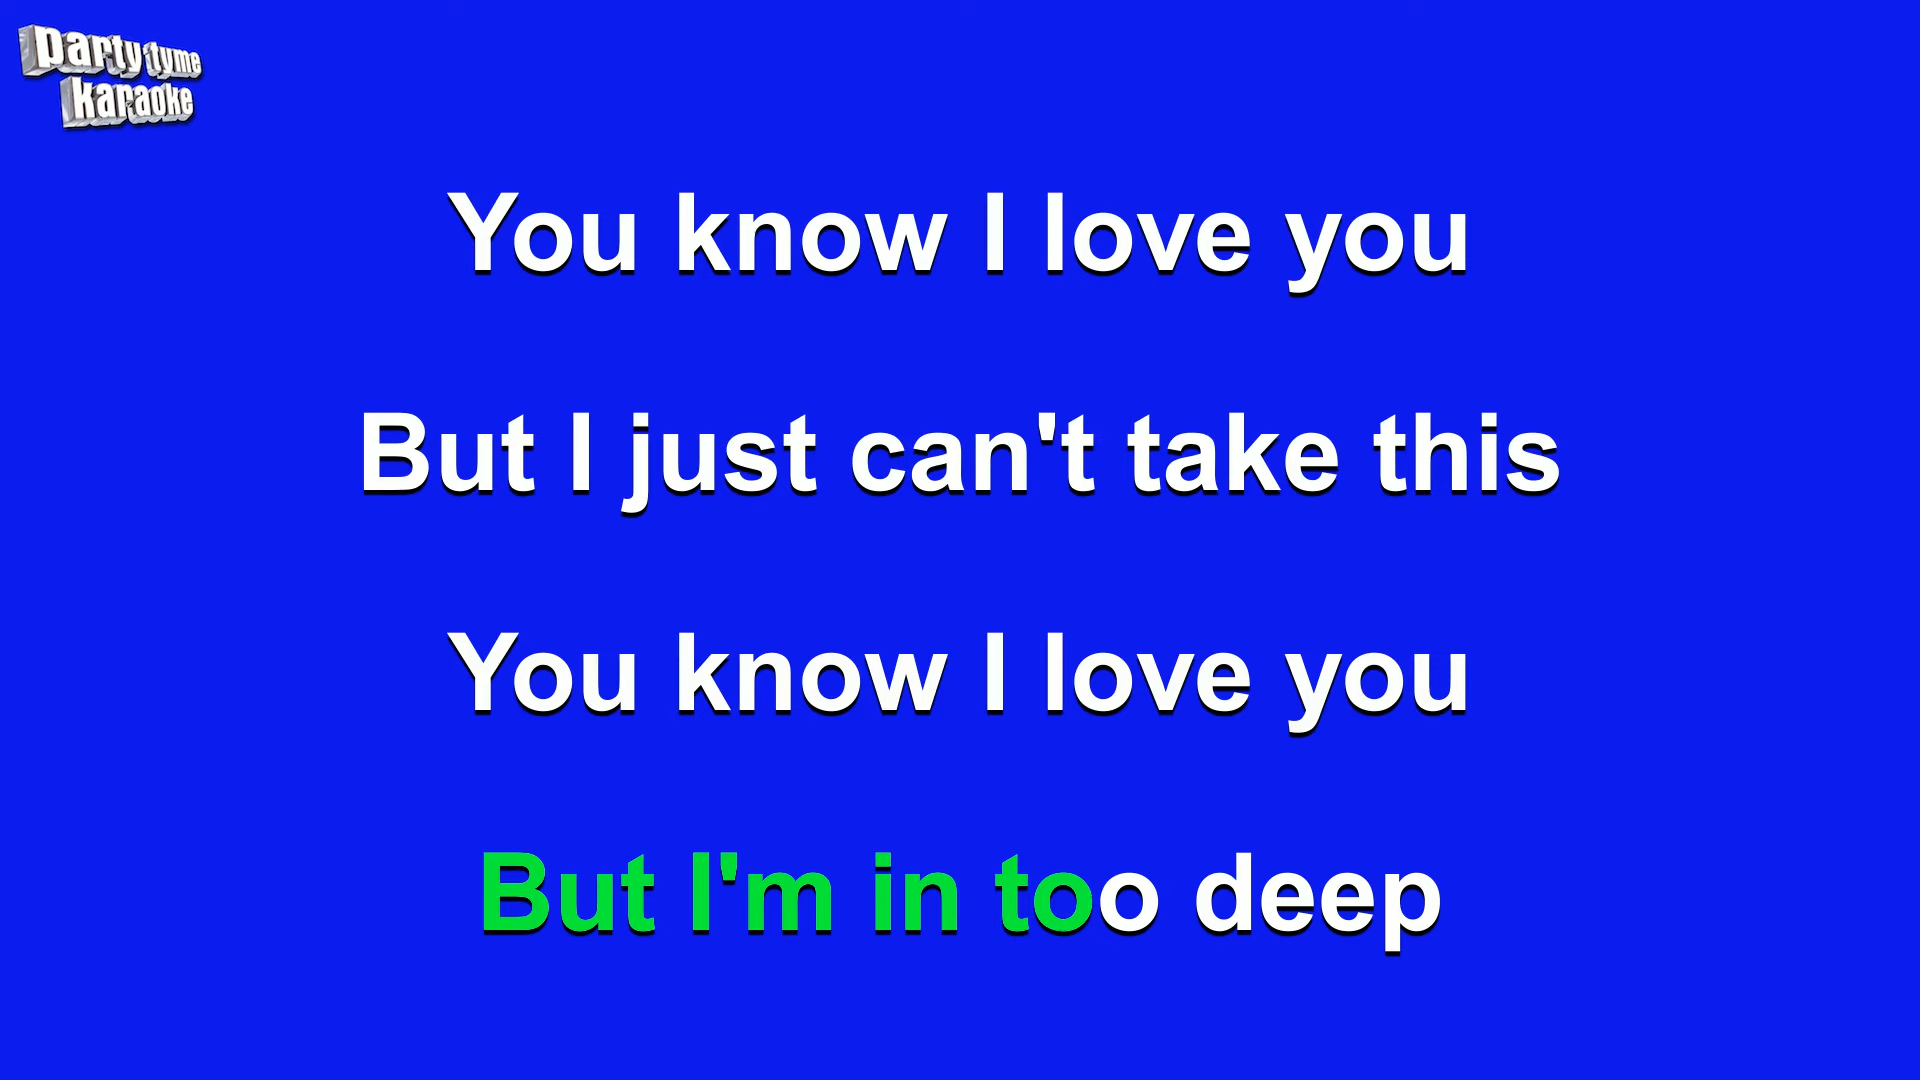 party tyme
karaoke
You know I love you
But I just can't take this
You know I love you
But I'm in too deep